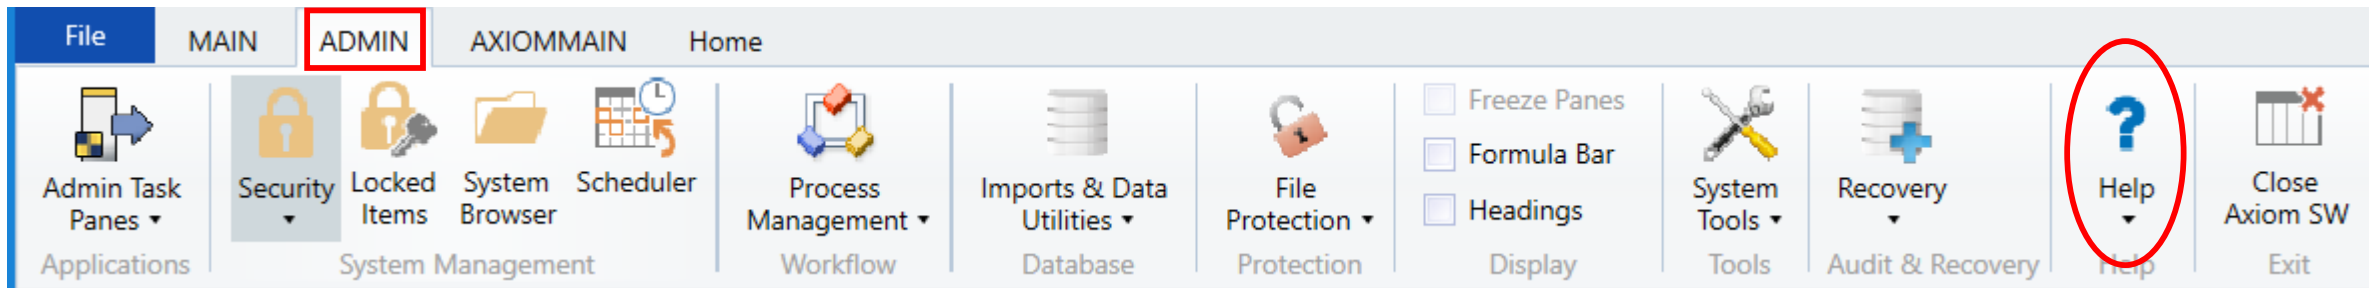 File MAIN ADMIN AXIOMMAIN Home
Admin Task
Panes
Security
Locked
Items
System
Browser
Scheduler
Process
Management
Imports & Data
Utilities
File
Protection
Freeze Panes
Formula Bar
Headings
System
Tools
Recovery
?
Help
Close
Axiom SW
Applications System Management Workflow Database Protection Display Tools Audit & Recovery Help Exit